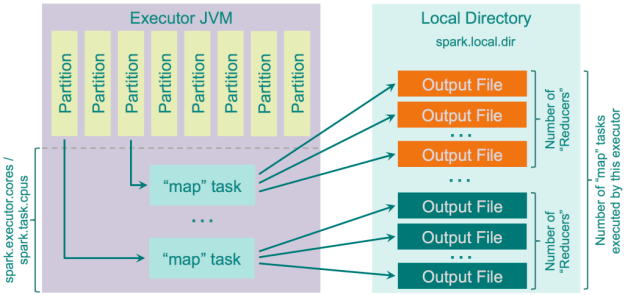 Executor JVM
Partition
Partition
Partition
Partition
Partition
Partition
Partition
Partition
spark.executor.cores /
spark.task.cpus
“map” task
...
“map” task
Local Directory
spark.local.dir
Output File
Output File
...
Output File
Number of
“Reducers”
...
Output File
Output File
...
Output File
Number of
“Reducers”
Number of “map” tasks
executed by this executor